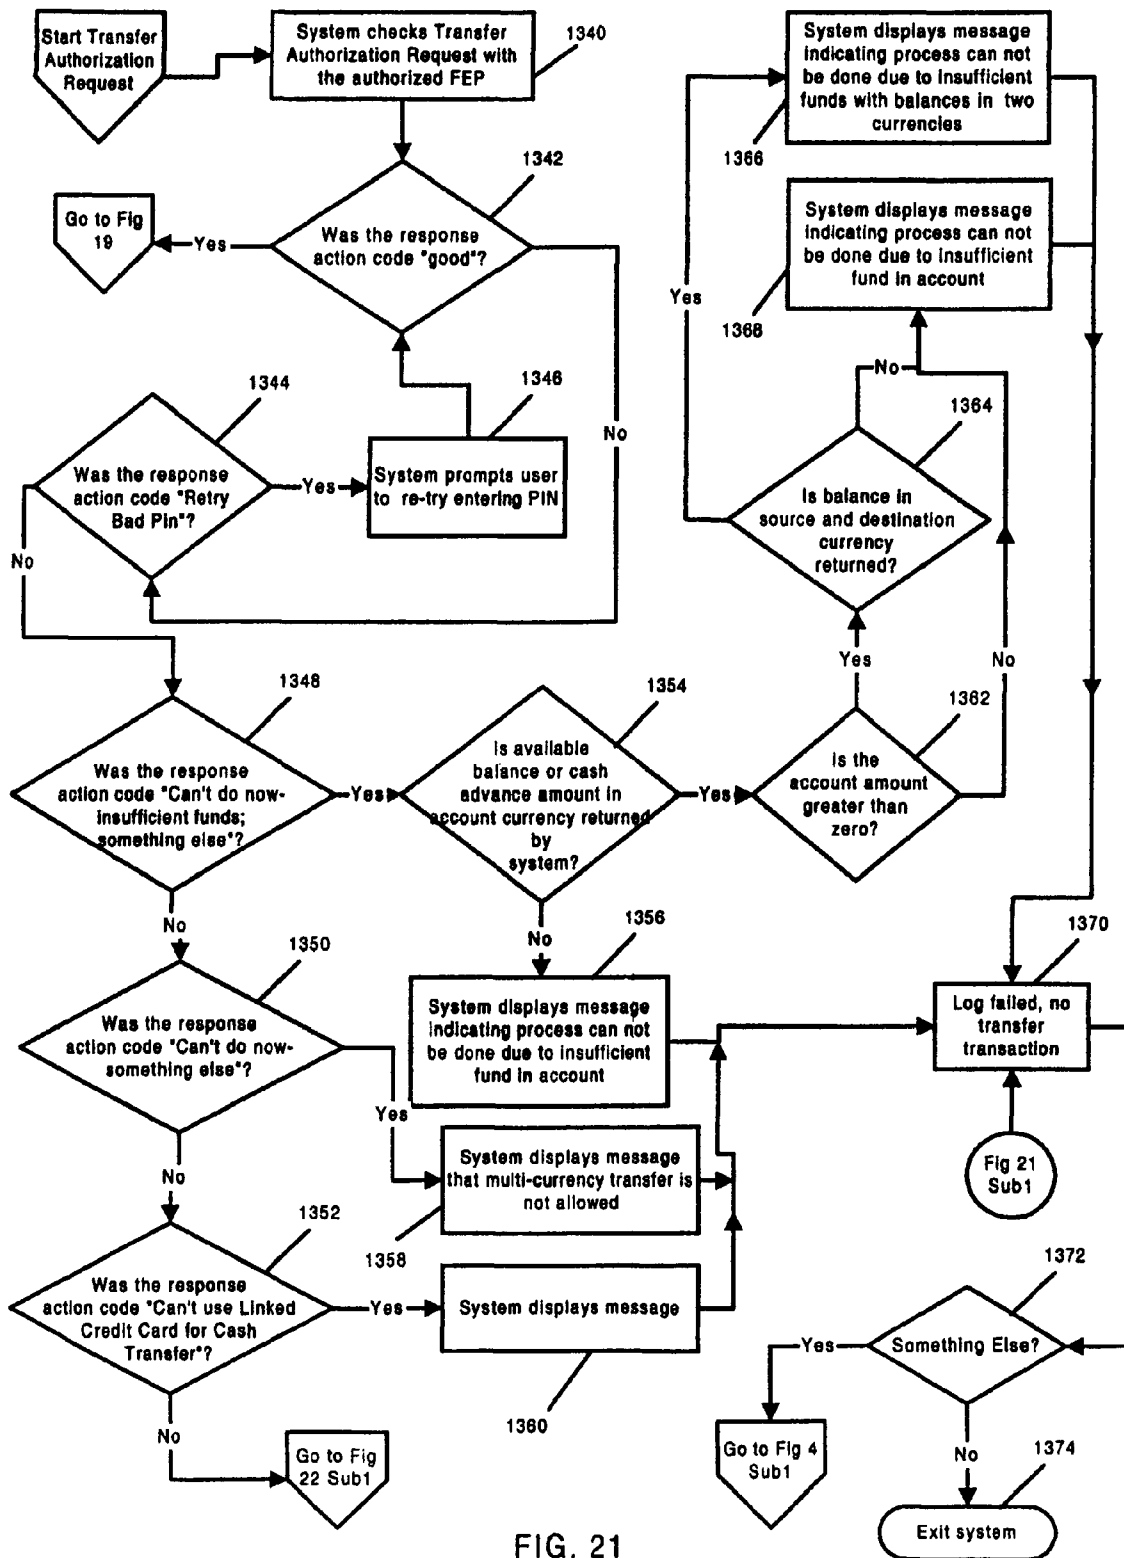 Start Transfer
Authorization
Request
System checks Transfer
Authorization Request with
the authorized FEP
1340
System displays message
indicating process can not
be done due to insufficient
funds with balances in two
currencies
1366
1342
Go to Fig
19
Yes
Was the response
action code "good"?
System displays message
indicating process can not
be done due to insufficient
fund in account
1368
Yes
No
1344
1346
No
1364
Was the response
action code "Retry
Bad Pin"?
Yes
System prompts user
to re-try entering PIN
Is balance in
source and destination
currency
returned?
No
Yes
No
1348
1354
1362
Was the response
action code "Can't do now-
insufficient funds;
something else"?
Yes
Is available
balance or cash
advance amount in
account currency returned
by
system?
Yes
Is the
account amount
greater than
zero?
No
No
1350
1356
1370
Was the response
action code "Can't do now-
something else"?
System displays message
indicating process can not
be done due to insufficient
fund in account
Log failed, no
transfer
transaction
Yes
Fig 21
Sub1
No
System displays message
that multi-currency transfer is
not allowed
1352
1358
1372
Was the response
action code "Can't use Linked
Credit Card for Cash
Transfer"?
Yes
System displays message
1360
Yes
Something Else?
No
Go to Fig
22 Sub1
Go to Fig 4
Sub1
No
1374
Exit system
FIG. 21